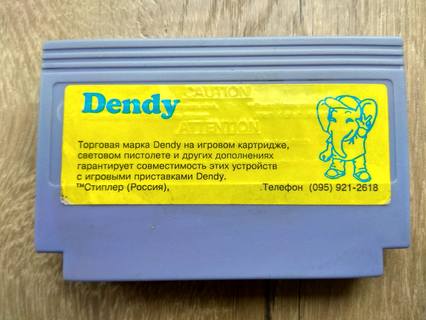 Dendy
CAUTION
ATTENTION
Торговая марка Dendy на игровом картридже,
световом пистолете и других дополнениях
гарантирует совместимость этих устройств
с игровыми приставками Dendy.
™Стиплер (Россия), .Телефон (095) 921-2618